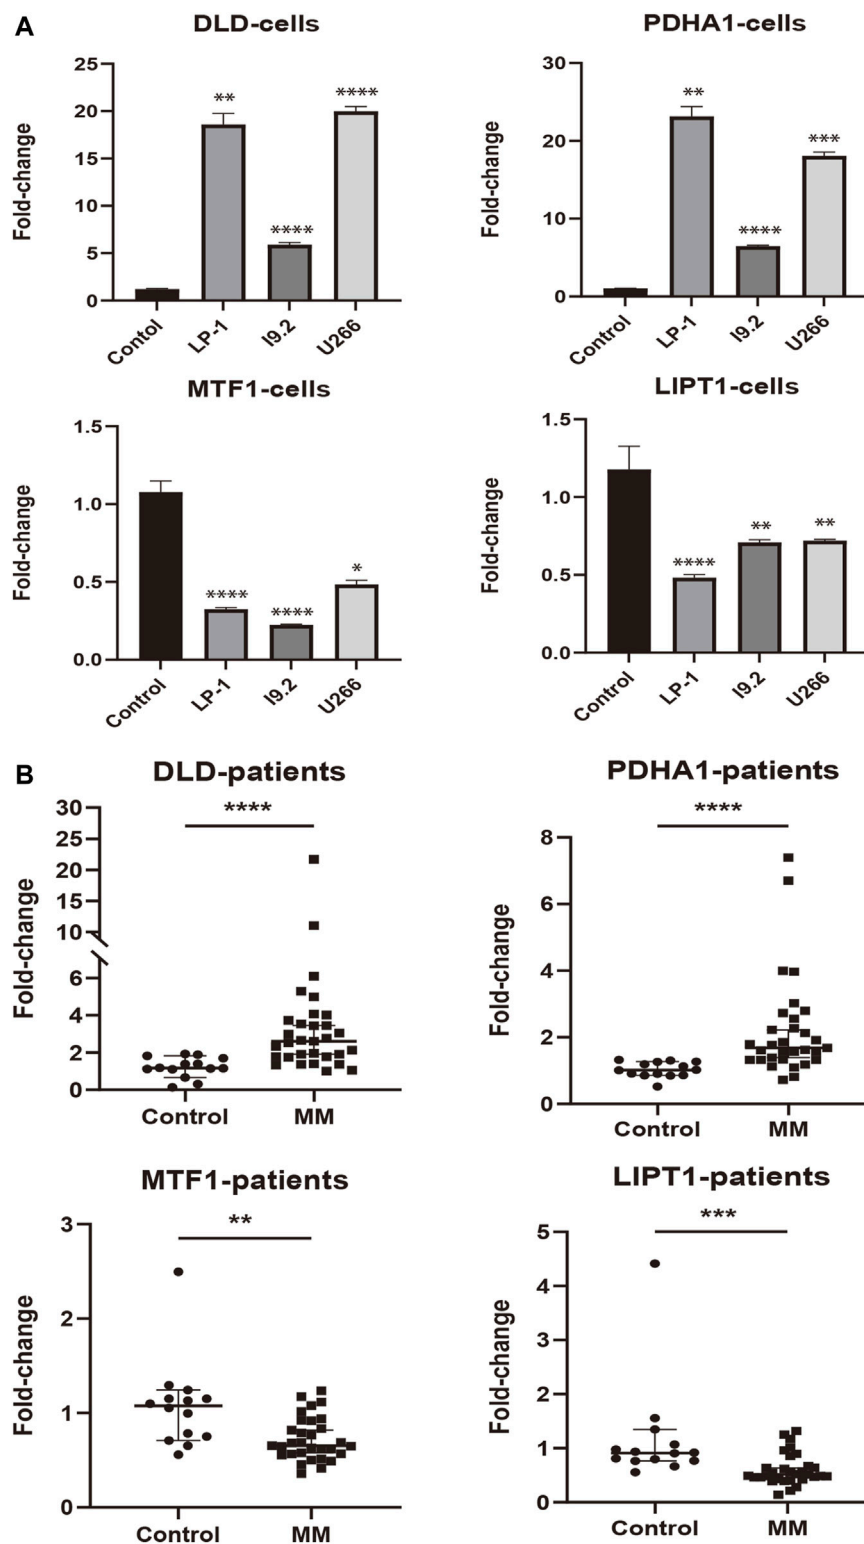 A
DLD-cells
Fold-change
25
20
15
10
5
0
**
****
****
Contol
LP-1
I9.2
U266
PDHA1-cells
Fold-change
30
20
10
0
**
****
***
Control
LP-1
I9.2
U266
MTF1-cells
Fold-change
1.5
1.0
0.5
0.0
****
****
*
Control
LP-1
I9.2
U266
LIPT1-cells
Fold-change
1.5
1.0
0.5
0.0
****
**
**
Control
LP-1
I9.2
U266
B
DLD-patients
Fold-change
30
25
20
15
10
6
4
2
0
****
Control
MM
PDHA1-patients
Fold-change
8
6
4
2
0
****
Control
MM
MTF1-patients
Fold-change
3
2
1
0
**
Control
MM
LIPT1-patients
Fold-change
5
4
3
2
1
0
***
Control
MM